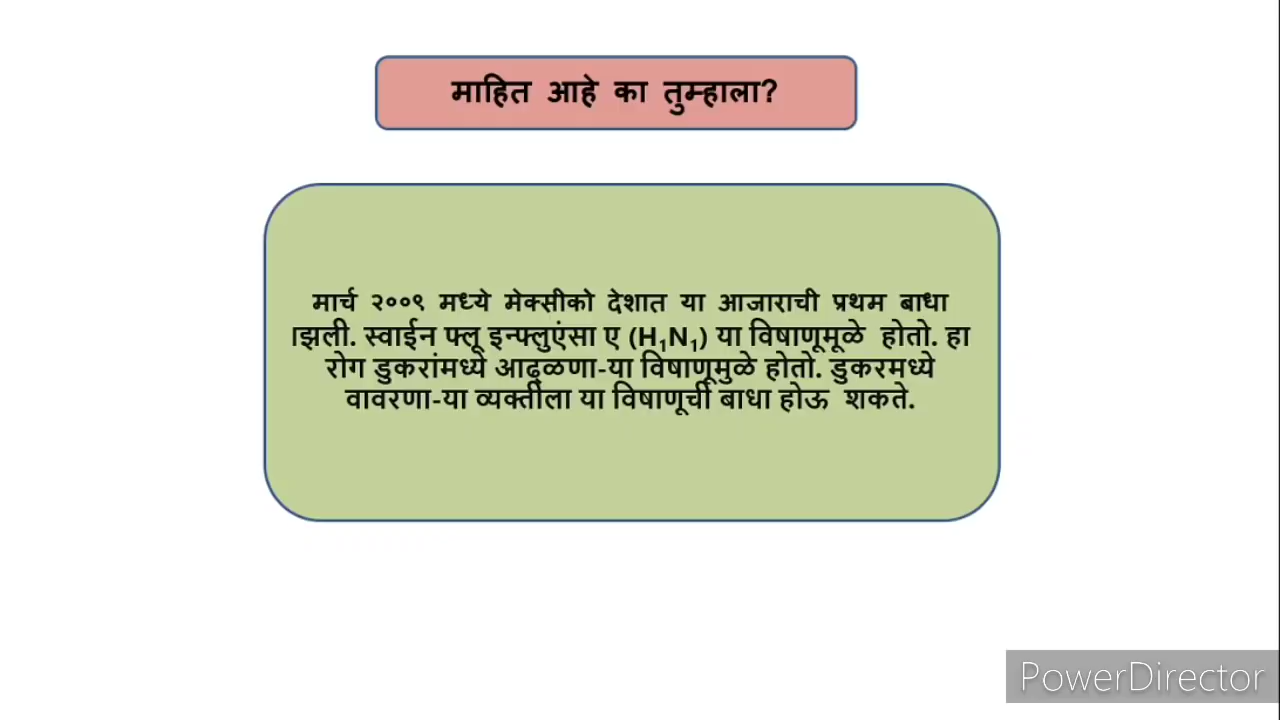 माहित आहे का तुम्हाला?
मार्च २००९ मध्ये मेक्सीको देशात या आजाराची प्रथम बाधा
ाझली. स्वाईन फ्लू इन्फ्लुएंसा ए (H₁N₁) या विषाणूमूळे होतो. हा
रोग डुकरांमध्ये आढ्ळणा-या विषाणूमुळे होतो. डुकरमध्ये
वावरणा-या व्यक्तीला या विषाणूची बाधा होऊ शकते.
PowerDirector